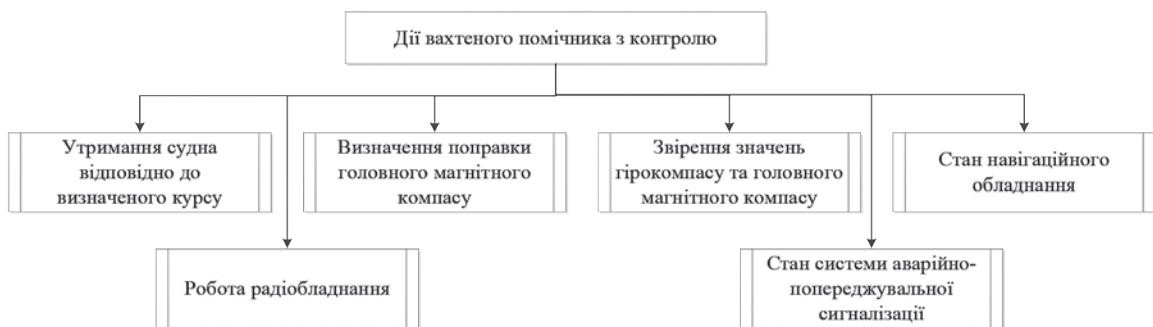 Дії вахтеного помічника з контролю
Утримання судна
відповідно до
визначеного курсу
Визначення поправки
головного магнітного
компасу
Звірення значень
гірокомпасу та головного
магнітного компасу
Стан навігаційного
обладнання
Робота радіобладнання
Стан системи аварійно-
попереджувальної
сигналізації